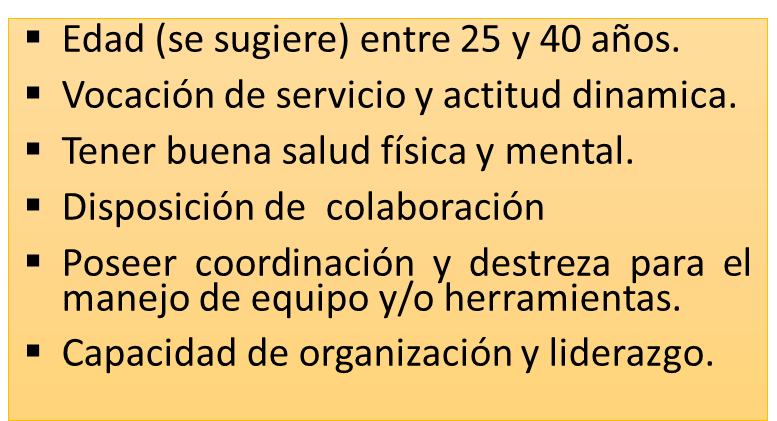 ▪ Edad (se sugiere) entre 25 y 40 años.
▪ Vocación de servicio y actitud dinamica.
▪ Tener buena salud física y mental.
▪ Disposición de  colaboración
▪ Poseer coordinación y destreza para el
manejo de equipo y/o herramientas.
▪ Capacidad de organización y liderazgo.